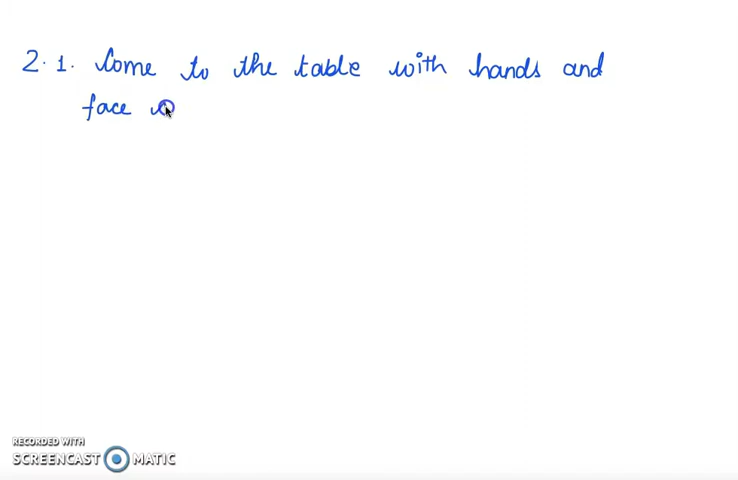 2. 1. Come to the table with hands and
face
RECORDED WITH
SCREENCAST MATIC